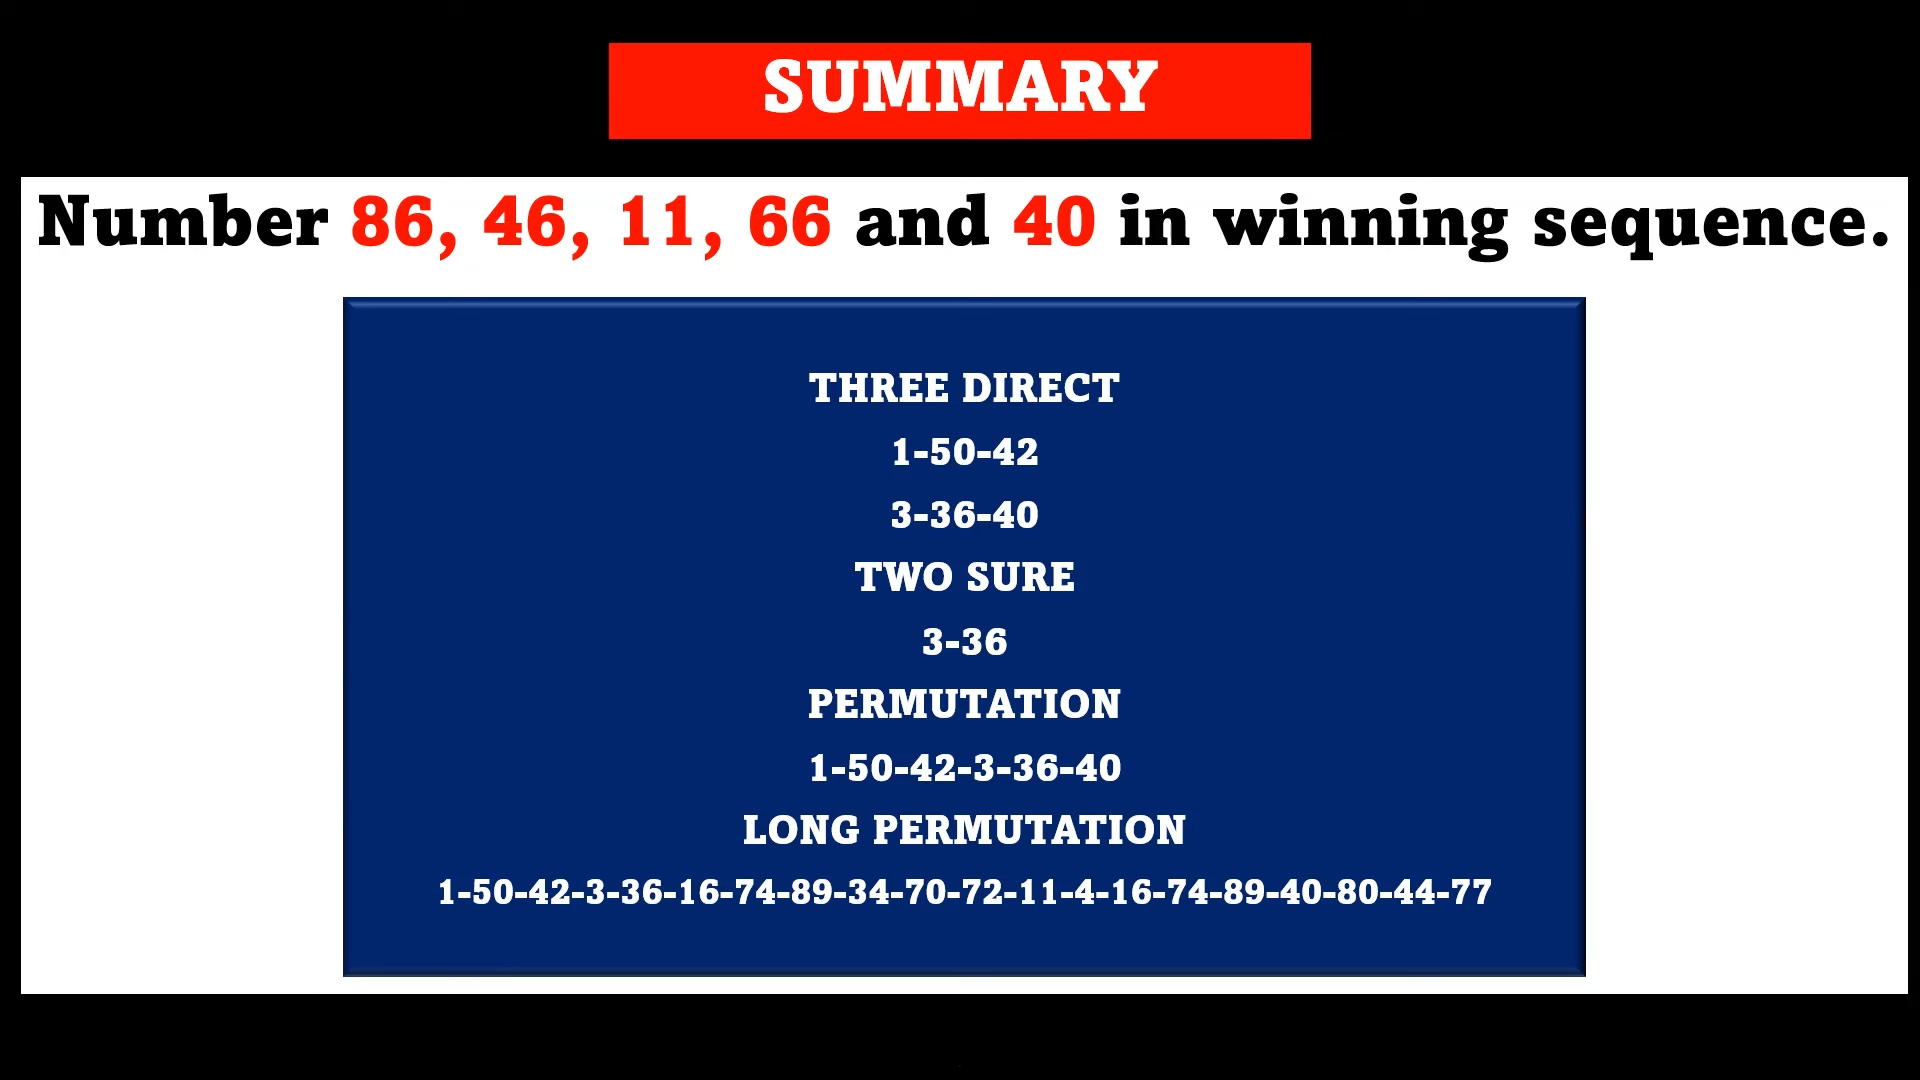 SUMMARY
Number 86, 46, 11, 66 and 40 in winning sequence.
THREE DIRECT
1-50-42
3-36-40
TWO SURE
3-36
PERMUTATION
1-50-42-3-36-40
LONG PERMUTATION
1-50-42-3-36-16-74-89-34-70-72-11-4-16-74-89-40-80-44-77